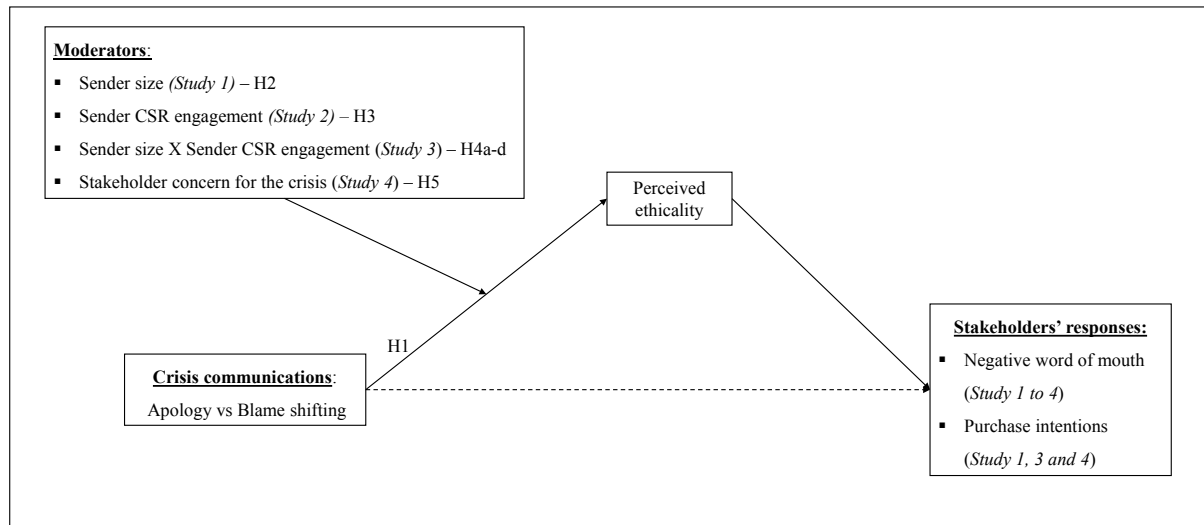 Moderators:
▪ Sender size (Study 1) – H2
▪ Sender CSR engagement (Study 2) – H3
▪ Sender size X Sender CSR engagement (Study 3) – H4a-d
▪ Stakeholder concern for the crisis (Study 4) – H5
Perceived
ethicality
H1
Crisis communications:
Apology vs Blame shifting
Stakeholders’ responses:
▪ Negative word of mouth
(Study 1 to 4)
▪ Purchase intentions
(Study 1, 3 and 4)